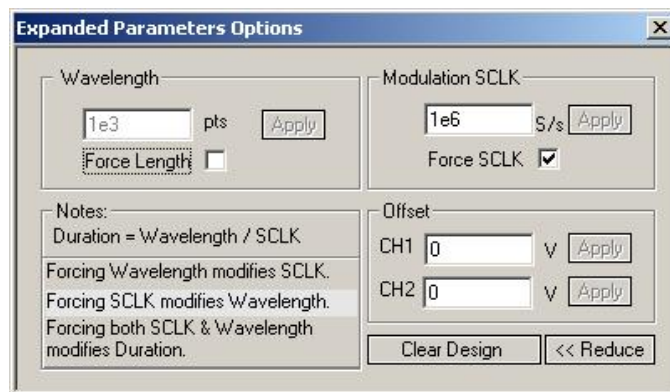 Expanded Parameters Options
Wavelength
1e3 pts Apply
Force Length
Modulation SCLK
1e6 S/s Apply
Force SCLK
Notes:
Duration = Wavelength / SCLK
Forcing Wavelength modifies SCLK.
Forcing SCLK modifies Wavelength.
Forcing both SCLK & Wavelength
modifies Duration.
Offset
CH1 0 V Apply
CH2 0 V Apply
Clear Design << Reduce